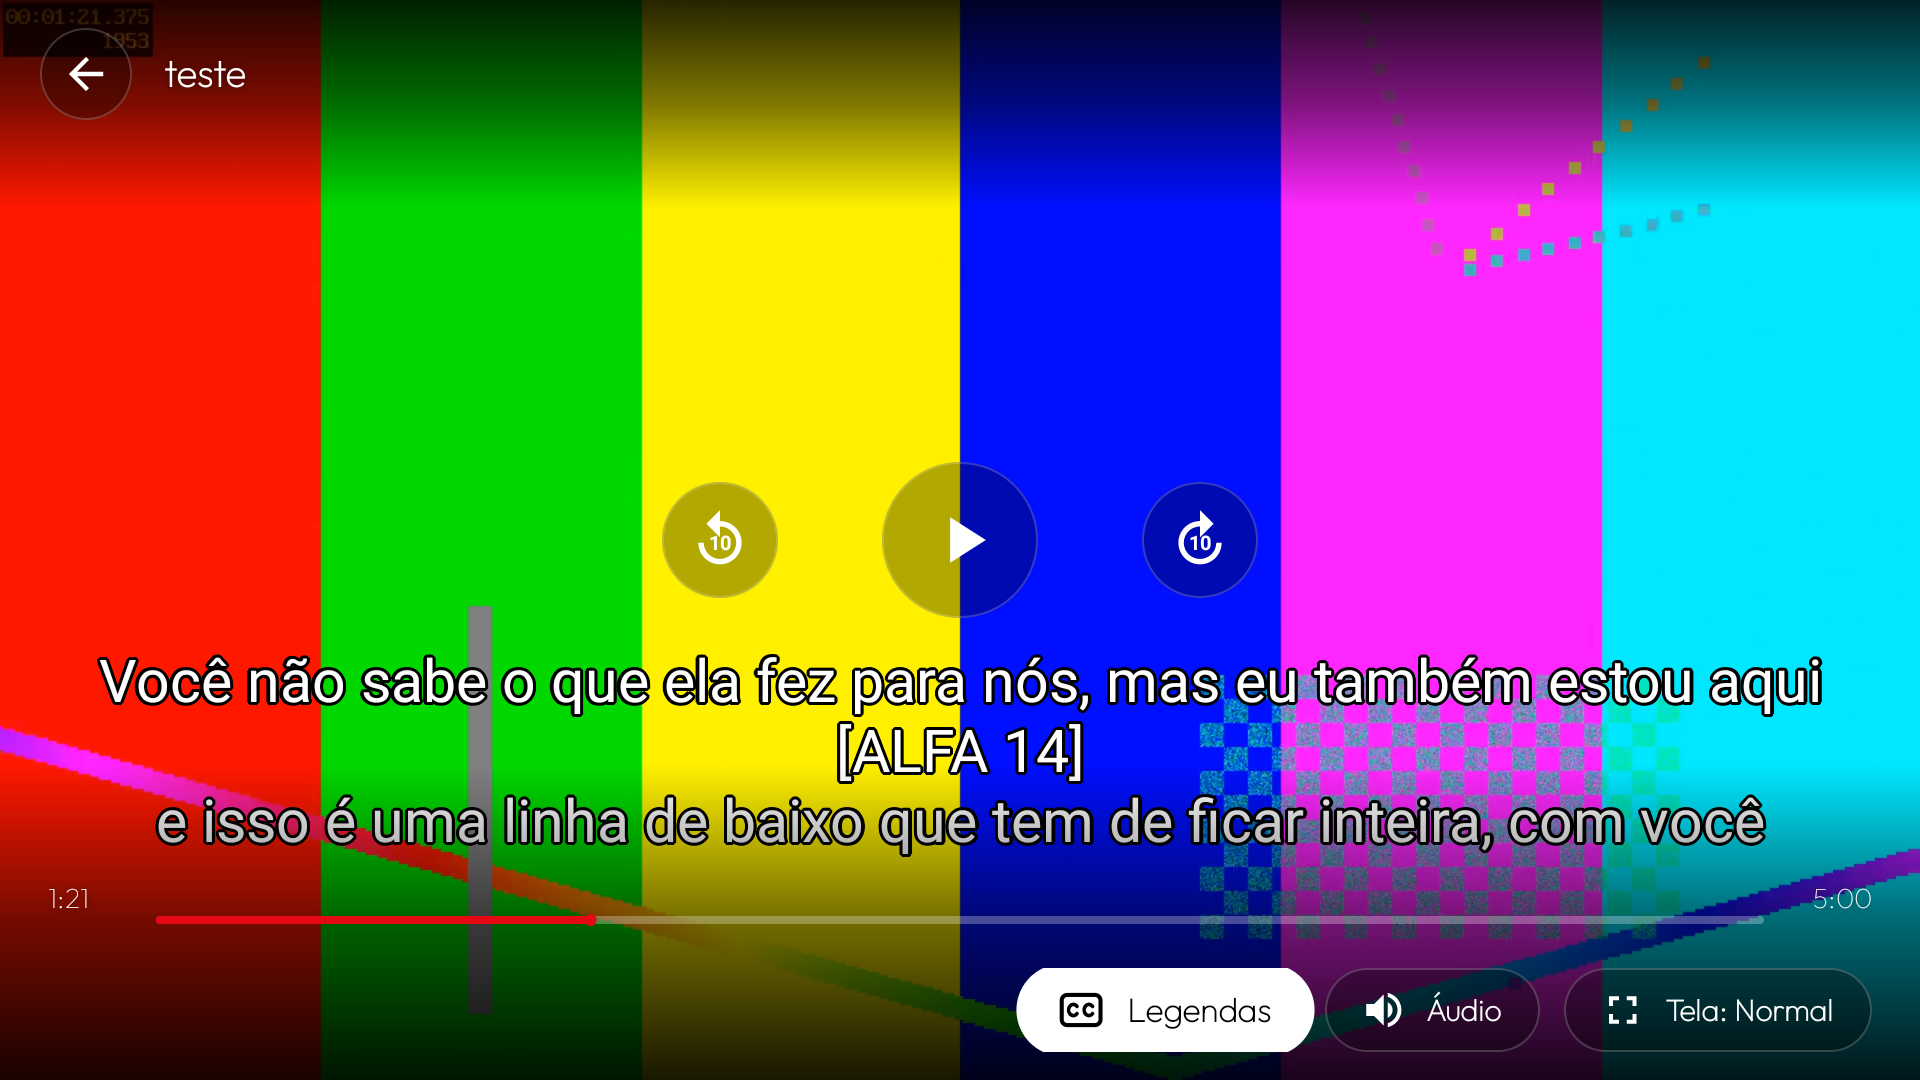 00:01:21.375
1953
teste
10
10
Você não sabe o que ela fez para nós, mas eu também estou aqui
[ALFA 14]
e isso é uma linha de baixo que tem de ficar inteira, com você
1:21
5:00
CC Legendas
Áudio
Tela: Normal